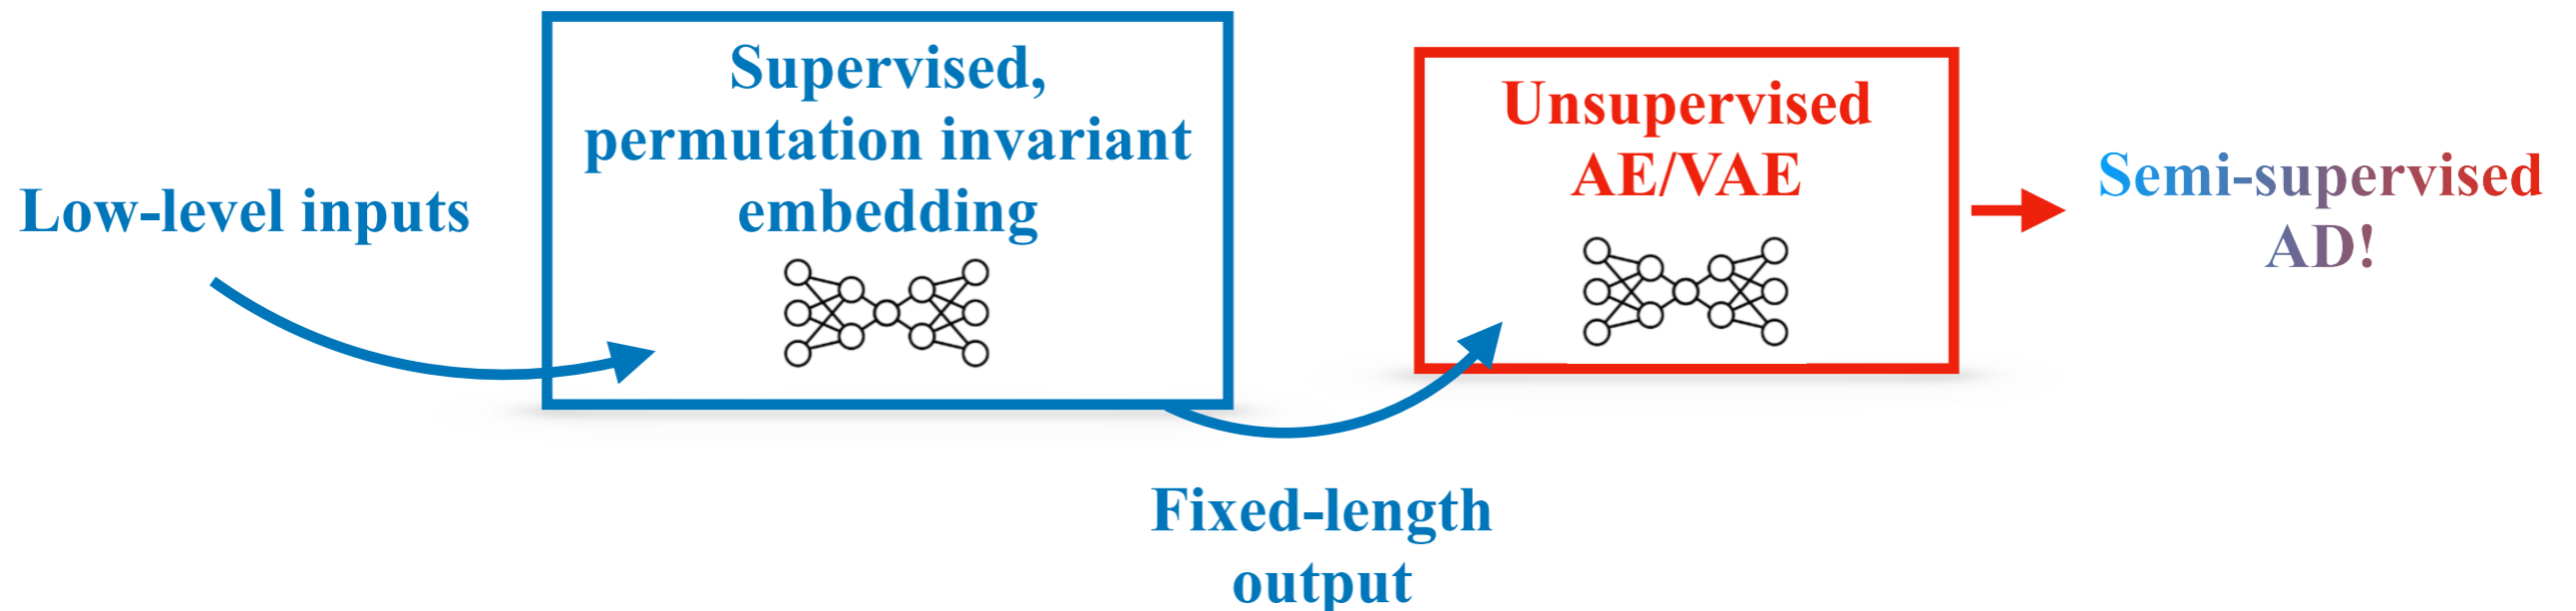 Low-level inputs
Supervised,
permutation invariant
embedding
Fixed-length
output
Unsupervised
AE/VAE
Semi-supervised
AD!